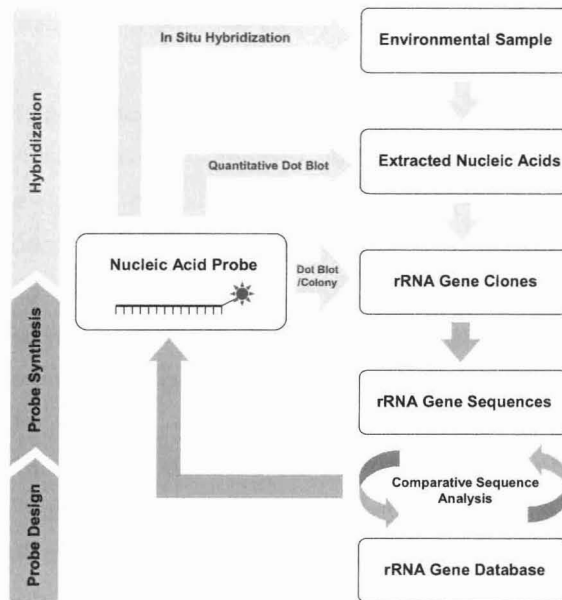 In Situ Hybridization
Environmental Sample
Hybridization
Quantitative Dot Blot
Extracted Nucleic Acids
Nucleic Acid Probe
Dot Blot
/Colony
rRNA Gene Clones
Probe Synthesis
rRNA Gene Sequences
Comparative Sequence
Analysis
Probe Design
rRNA Gene Database